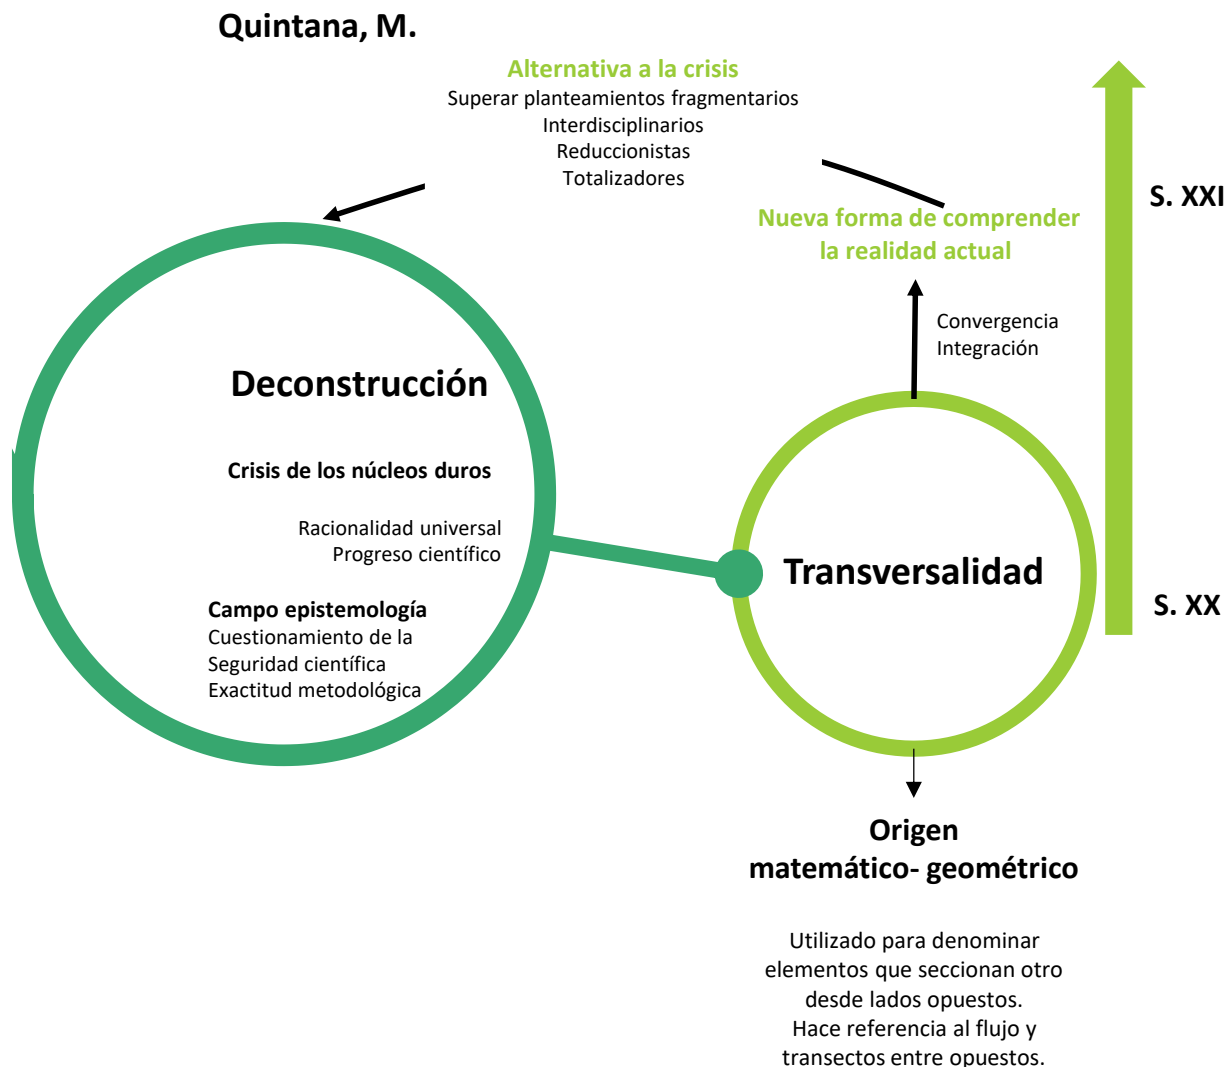 Quintana, M.
Alternativa a la crisis
Superar planteamientos fragmentarios
Interdisciplinarios
Reduccionistas
Totalizadores
S. XXI
Nueva forma de comprender
la realidad actual
Convergencia
Integración
Deconstrucción
Crisis de los núcleos duros
Racionalidad universal
Progreso científico
Campo epistemología
Cuestionamiento de la
Seguridad científica
Exactitud metodológica
Transversalidad
S. XX
Origen
matemático- geométrico
Utilizado para denominar
elementos que seccionan otro
desde lados opuestos.
Hace referencia al flujo y
transectos entre opuestos.